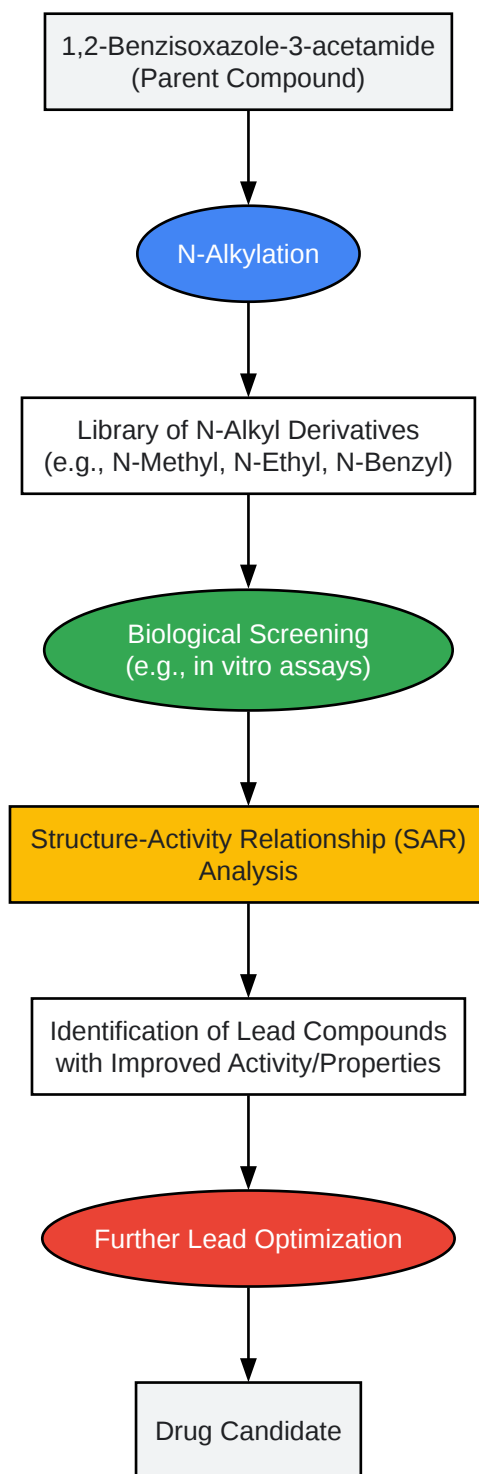 1,2-Benzisoxazole-3-acetamide
(Parent Compound)
N-Alkylation
Library of N-Alkyl Derivatives
(e.g., N-Methyl, N-Ethyl, N-Benzyl)
Biological Screening
(e.g., in vitro assays)
Structure-Activity Relationship (SAR)
Analysis
Identification of Lead Compounds
with Improved Activity/Properties
Further Lead Optimization
Drug Candidate